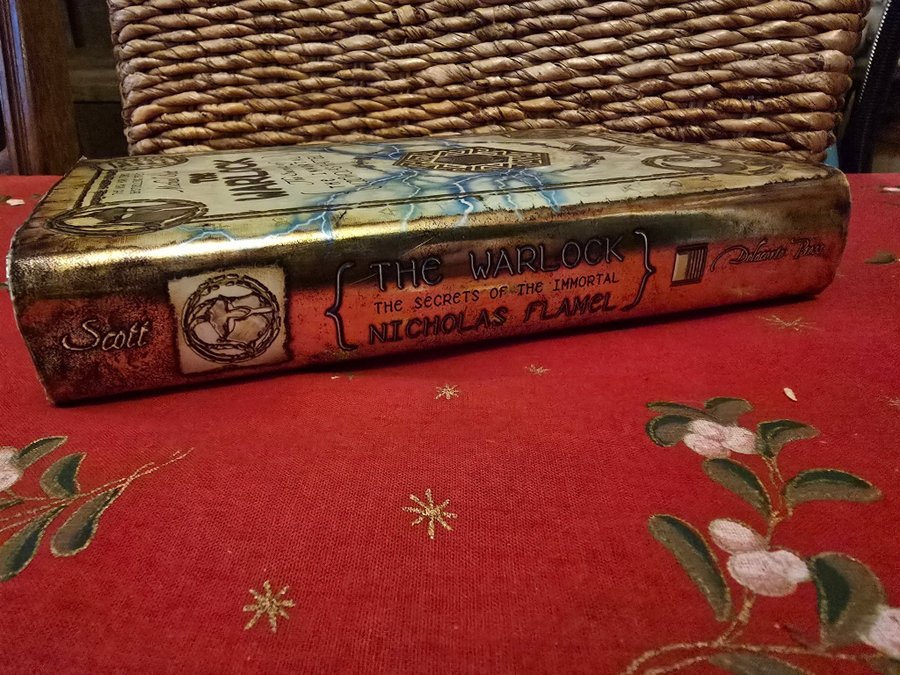 THE
WARLOCK
Scott
THE WARLOCK
THE SECRETS OF THE IMMORTAL
NICHOLAS FLAMEL
Delacorte Press